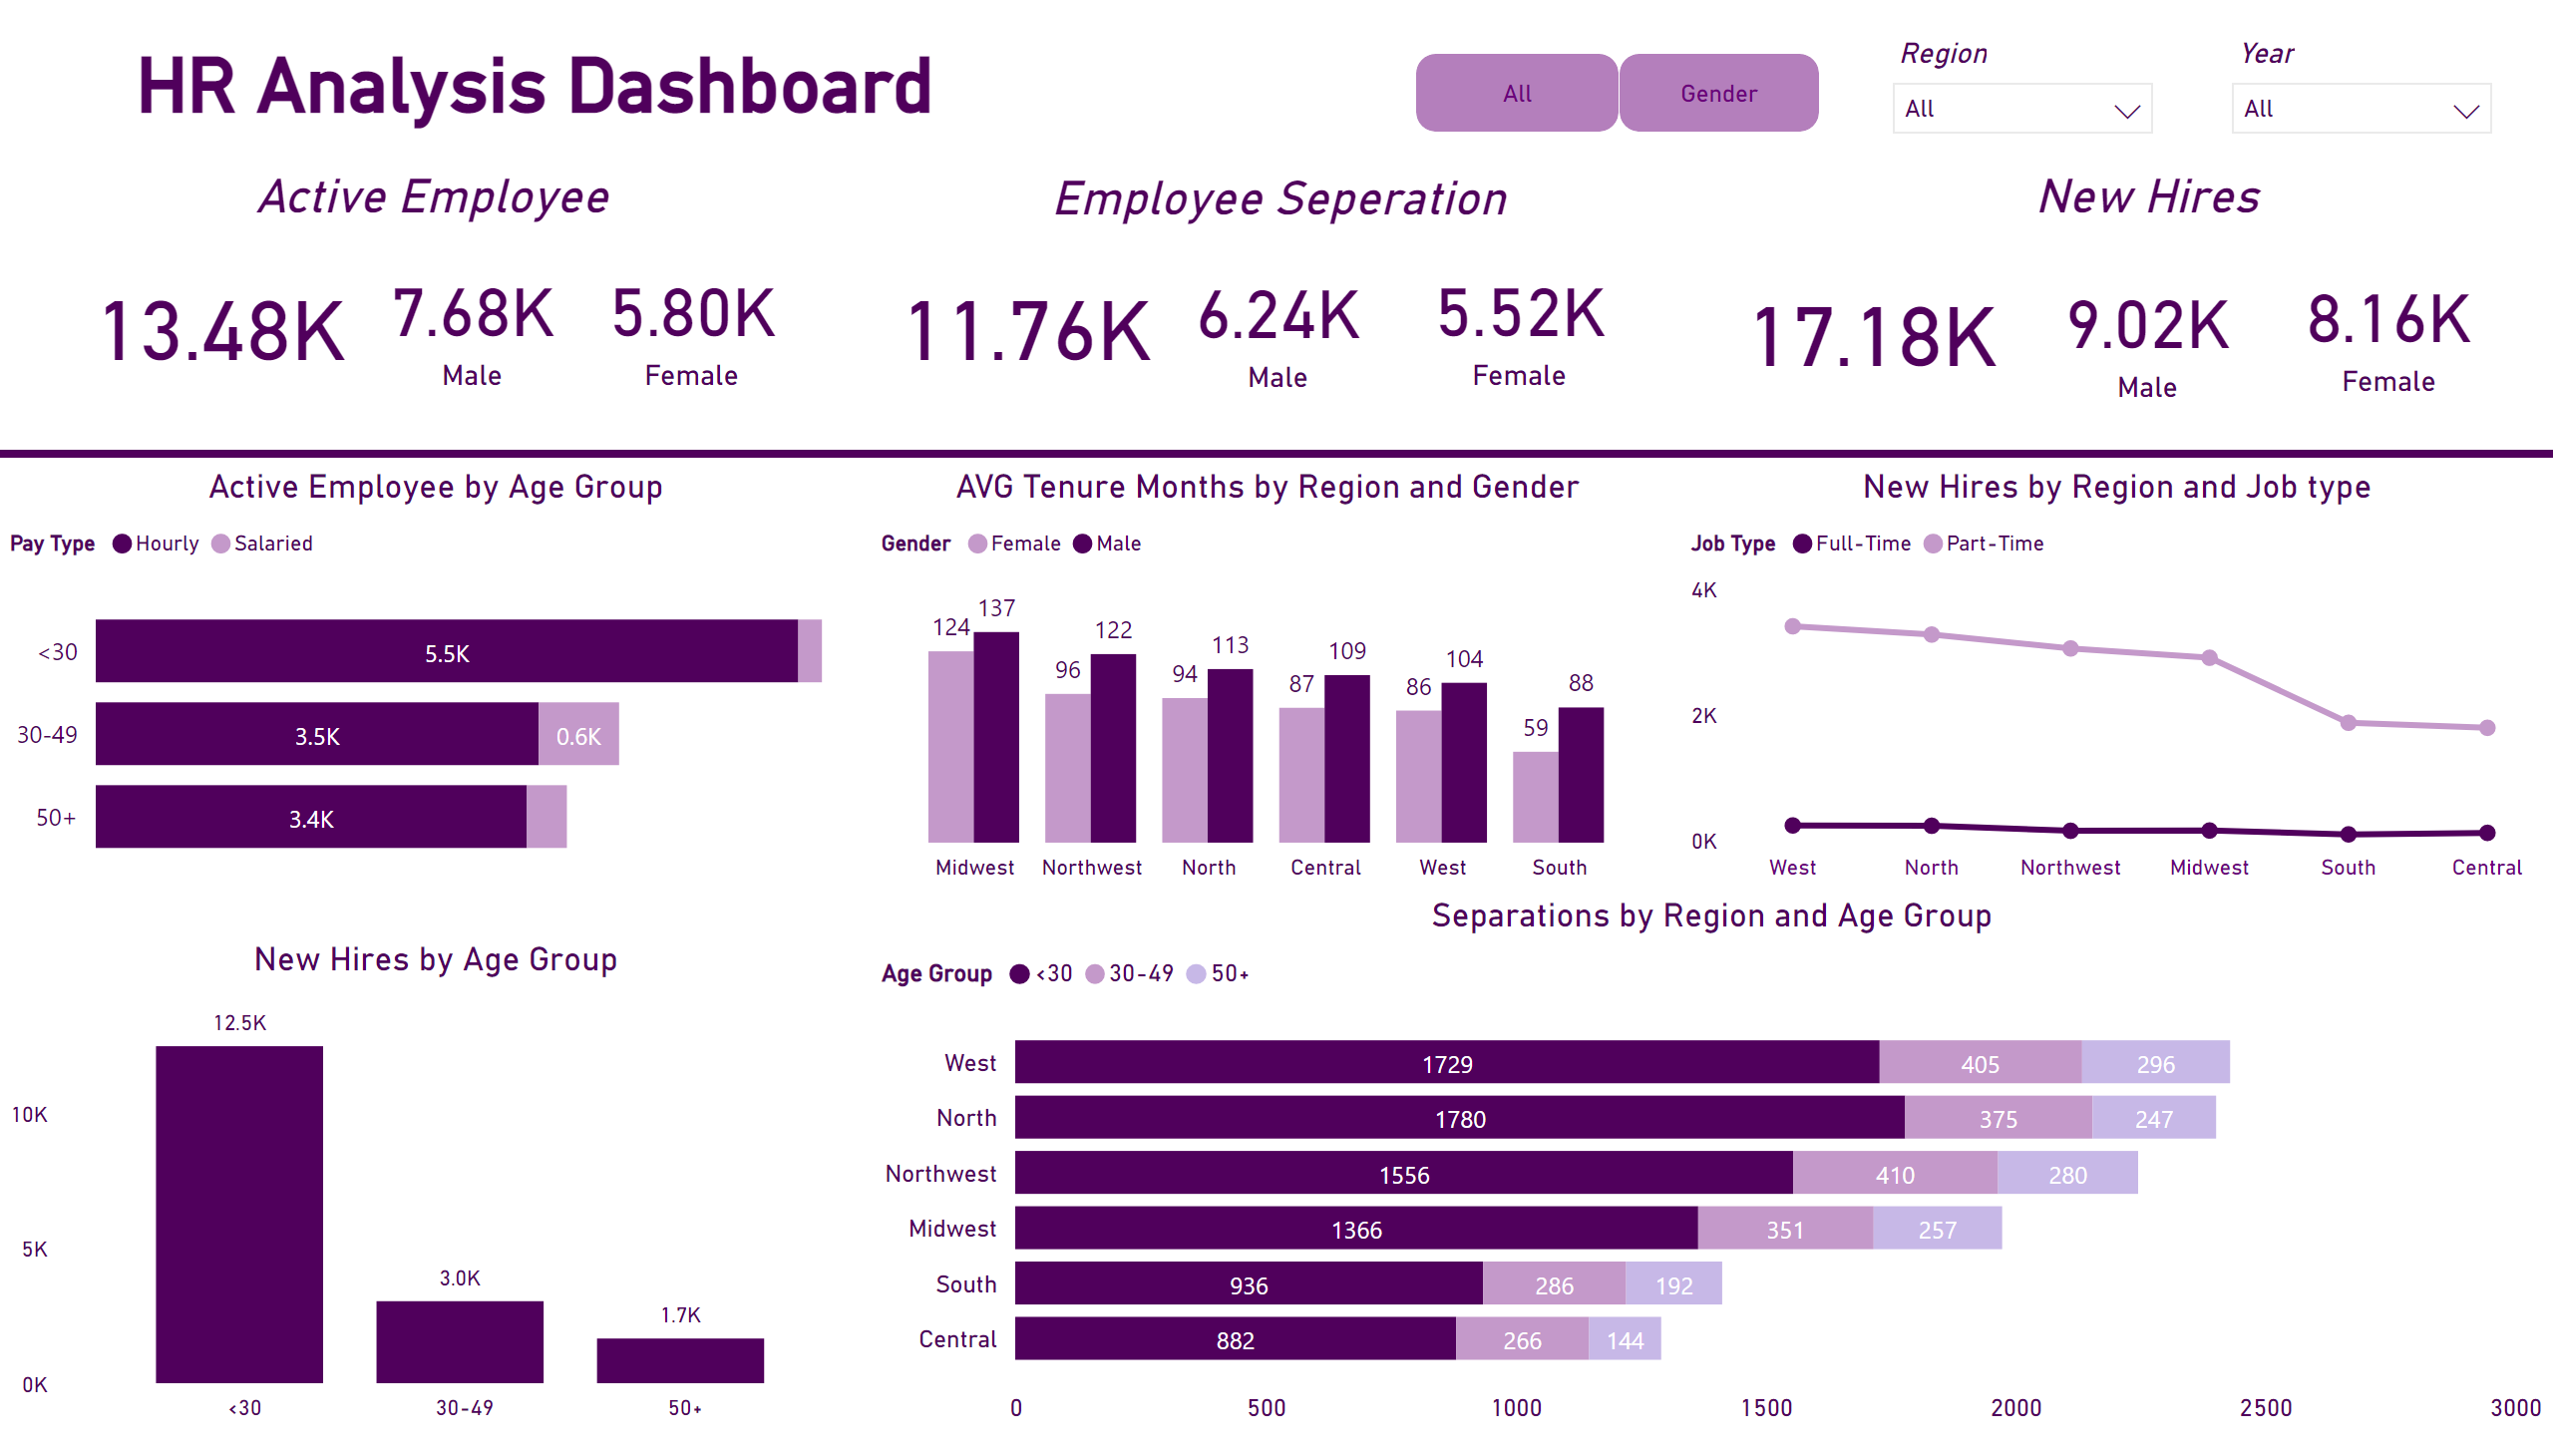 HR Analysis Dashboard
All
Gender
Region
All
Year
All
Active Employee
Employee Seperation
New Hires
13.48K
7.68K
Male
5.80K
Female
11.76K
6.24K
Male
5.52K
Female
17.18K
9.02K
Male
8.16K
Female
Active Employee by Age Group
Pay Type Hourly Salaried
<30 5.5K
30-49 3.5K 0.6K
50+ 3.4K
AVG Tenure Months by Region and Gender
Gender Female Male
124 137 96 122 94 113 87 109 86 104 59 88
Midwest Northwest North Central West South
New Hires by Region and Job type
Job Type Full-Time Part-Time
4K
2K
0K
West North Northwest Midwest South Central
New Hires by Age Group
12.5K
3.0K
1.7K
10K
5K
0K
<30 30-49 50+
Separations by Region and Age Group
Age Group <30 30-49 50+
West 1729 405 296
North 1780 375 247
Northwest 1556 410 280
Midwest 1366 351 257
South 936 286 192
Central 882 266 144
0 500 1000 1500 2000 2500 3000